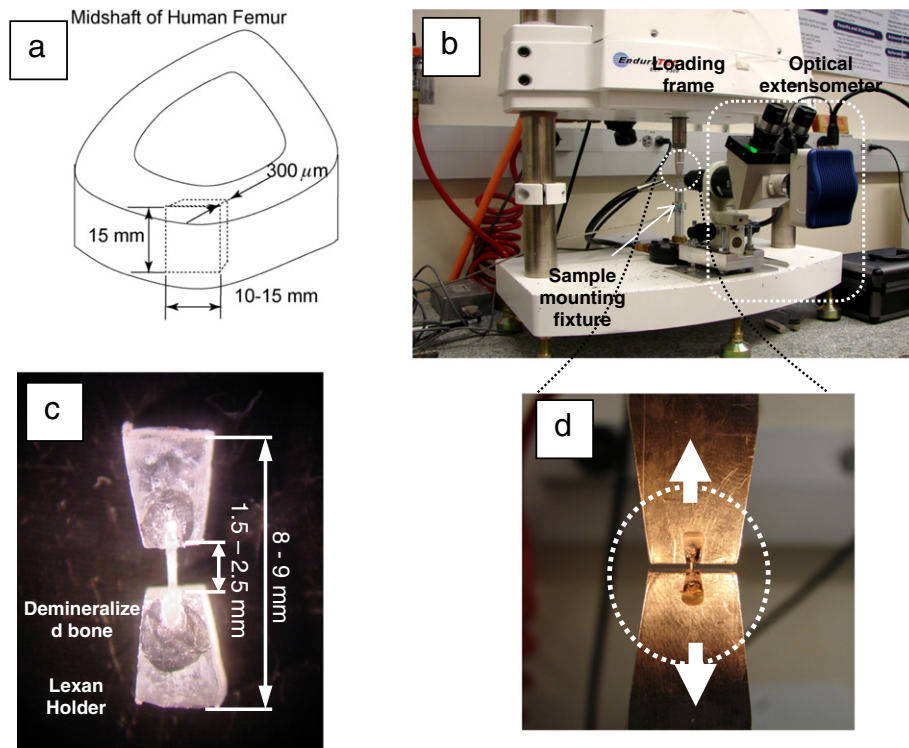 Midshaft of Human Femur
a
300 μm
15 mm
10-15 mm
b
Loading
frame
Optical
extensometer
Sample
mounting
fixture
c
1.5 – 2.5 mm
8 - 9 mm
Demineralize
d bone
Lexan
Holder
d